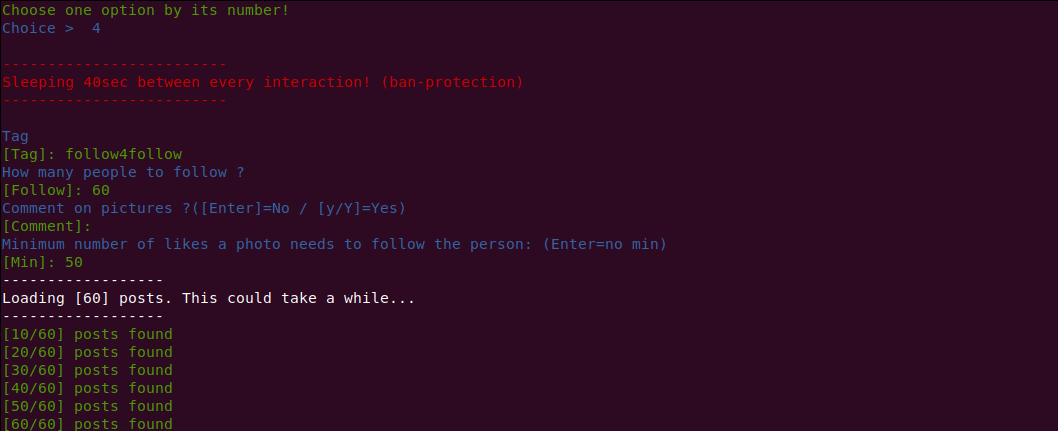 Choose one option by its number!
Choice >  4
-------------------------
Sleeping 40sec between every interaction! (ban-protection)
-------------------------
Tag
[Tag]: follow4follow
How many people to follow ?
[Follow]: 60
Comment on pictures ?([Enter]=No / [y/Y]=Yes)
[Comment]:
Minimum number of likes a photo needs to follow the person: (Enter=no min)
[Min]: 50
------------------
Loading [60] posts. This could take a while...
------------------
[10/60] posts found
[20/60] posts found
[30/60] posts found
[40/60] posts found
[50/60] posts found
[60/60] posts found